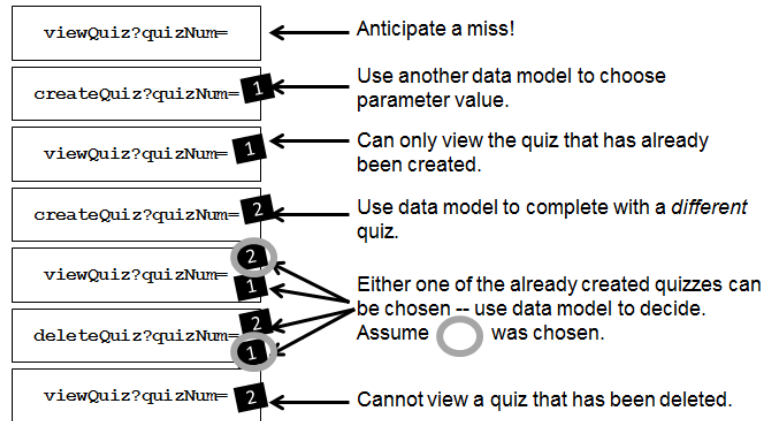 viewQuiz?quizNum=
Anticipate a miss!
createQuiz?quizNum= 1
Use another data model to choose
parameter value.
viewQuiz?quizNum= 1
Can only view the quiz that has already
been created.
createQuiz?quizNum= 2
Use data model to complete with a different
quiz.
2
viewQuiz?quizNum=
1
Either one of the already created quizzes can
be chosen -- use data model to decide.
Assume was chosen.
2
deleteQuiz?quizNum=
1
viewQuiz?quizNum= 2
Cannot view a quiz that has been deleted.